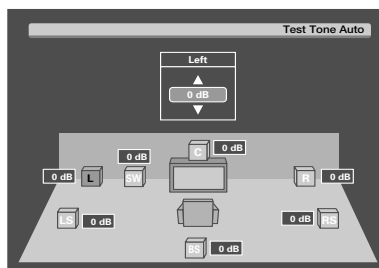 Test Tone Auto
Left
0 dB
C 0 dB
0 dB
0 dB L SW R 0 dB
LS 0 dB 0 dB RS
BS 0 dB